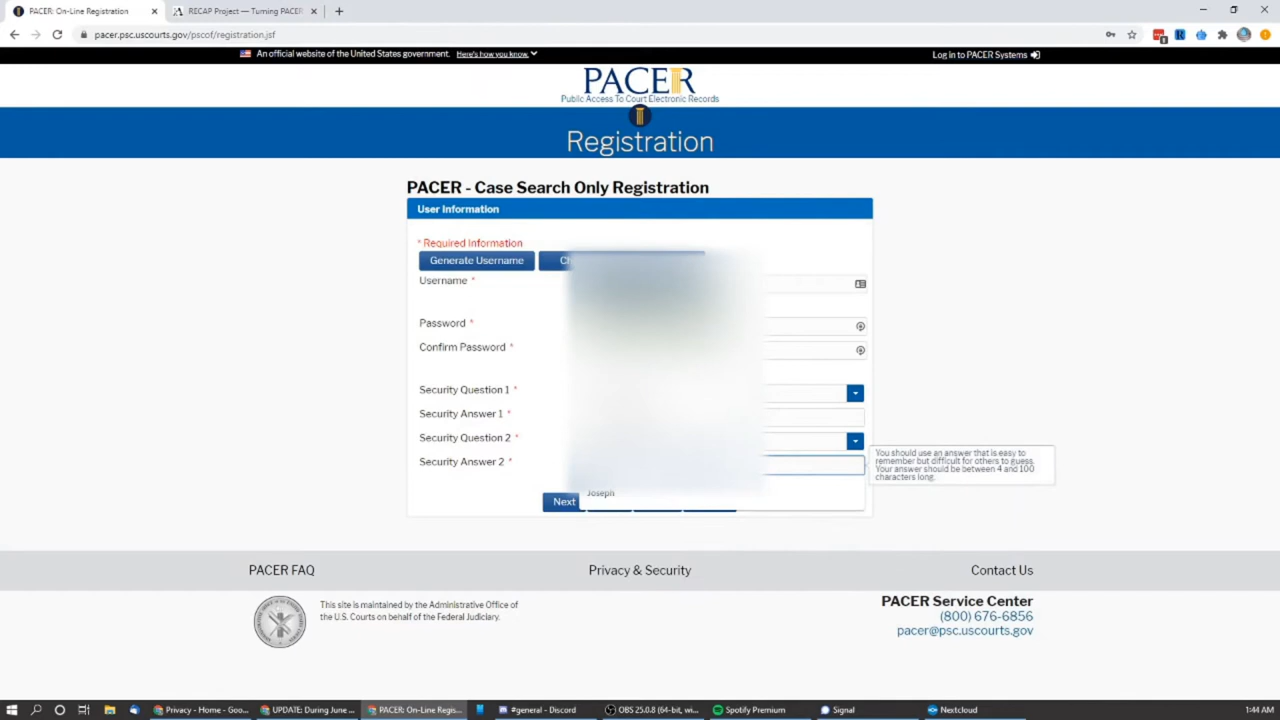 PACER: On-Line Registration
RECAP Project — Turning PACER
pacer.psc.uscourts.gov/pscof/registration.jsf
An official website of the United States government. Here's how you know.
Log in to PACER Systems
PACER
Public Access To Court Electronic Records
Registration
PACER - Case Search Only Registration
User Information
* Required Information
Generate Username
Username *
Password *
Confirm Password *
Security Question 1 *
Security Answer 1 *
Security Question 2 *
Security Answer 2 *
You should use an answer that is easy to
remember but difficult for others to guess.
Your answer should be between 4 and 100
characters long.
Joseph
Next
PACER FAQ
Privacy & Security
Contact Us
This site is maintained by the Administrative Office of
the U.S. Courts on behalf of the Federal Judiciary.
PACER Service Center
(800) 676-6856
pacer@psc.uscourts.gov
Privacy - Home - Goo...
UPDATE: During June ...
PACER: On-Line Regis...
#general - Discord
OBS 25.0.8 (64-bit, wi...
Spotify Premium
Signal
Nextcloud
1:44 AM